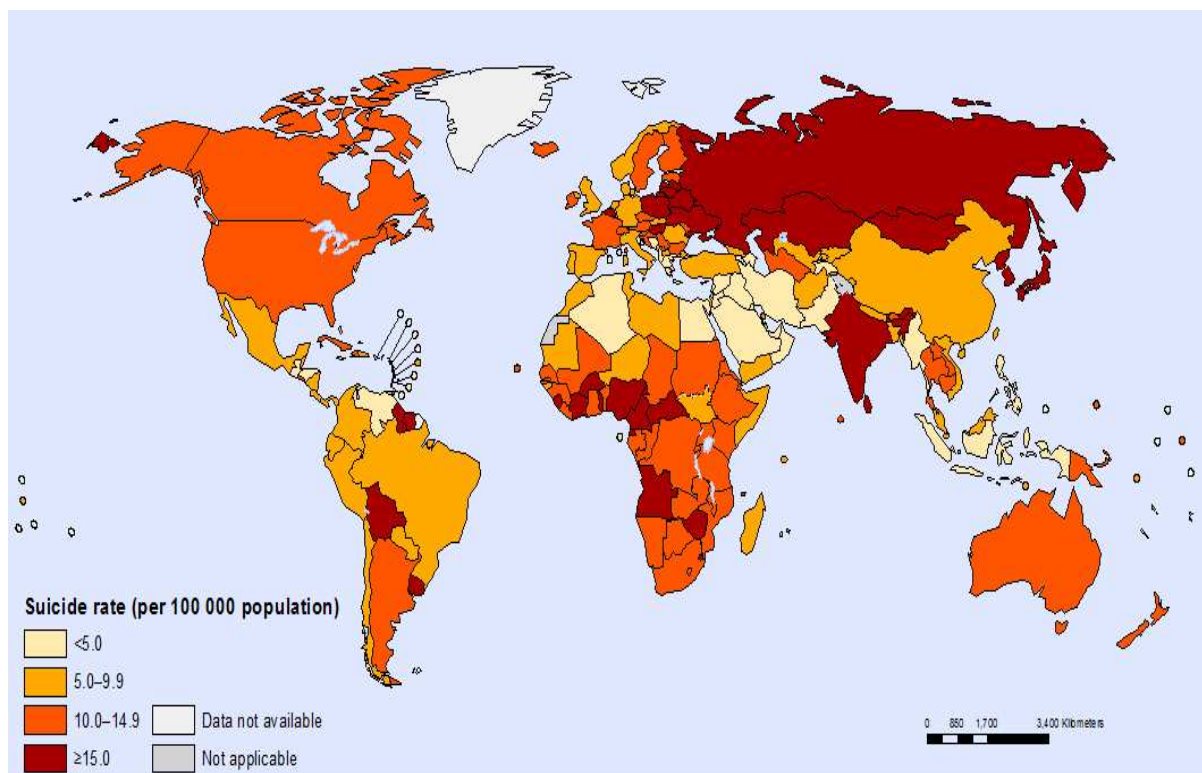 Suicide rate (per 100 000 population)
<5.0
5.0–9.9
10.0–14.9
≥15.0
Data not available
Not applicable
0 850 1,700 3,400 Kilometers